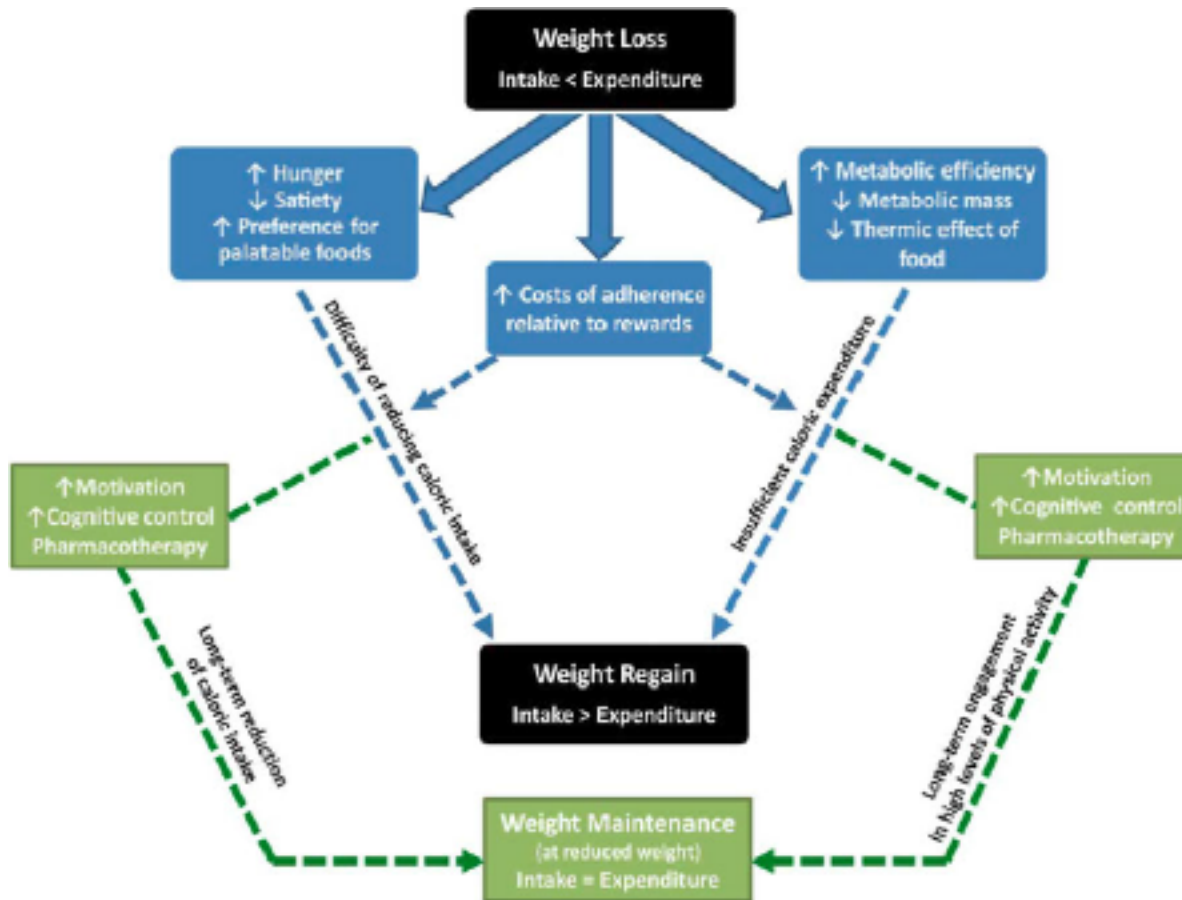 Weight Loss
Intake < Expenditure
↑ Hunger
↓ Satiety
↑ Preference for
palatable foods
↑ Metabolic efficiency
↓ Metabolic mass
↓ Thermic effect of
food
↑ Costs of adherence
relative to rewards
Difficulty of reducing caloric intake
Insufficient caloric expenditure
↑Motivation
↑Cognitive control
Pharmacotherapy
↑Motivation
↑Cognitive control
Pharmacotherapy
Long-term reduction
of caloric intake
Weight Regain
Intake > Expenditure
Long-term engagement
in high levels of physical activity
Weight Maintenance
(at reduced weight)
Intake = Expenditure